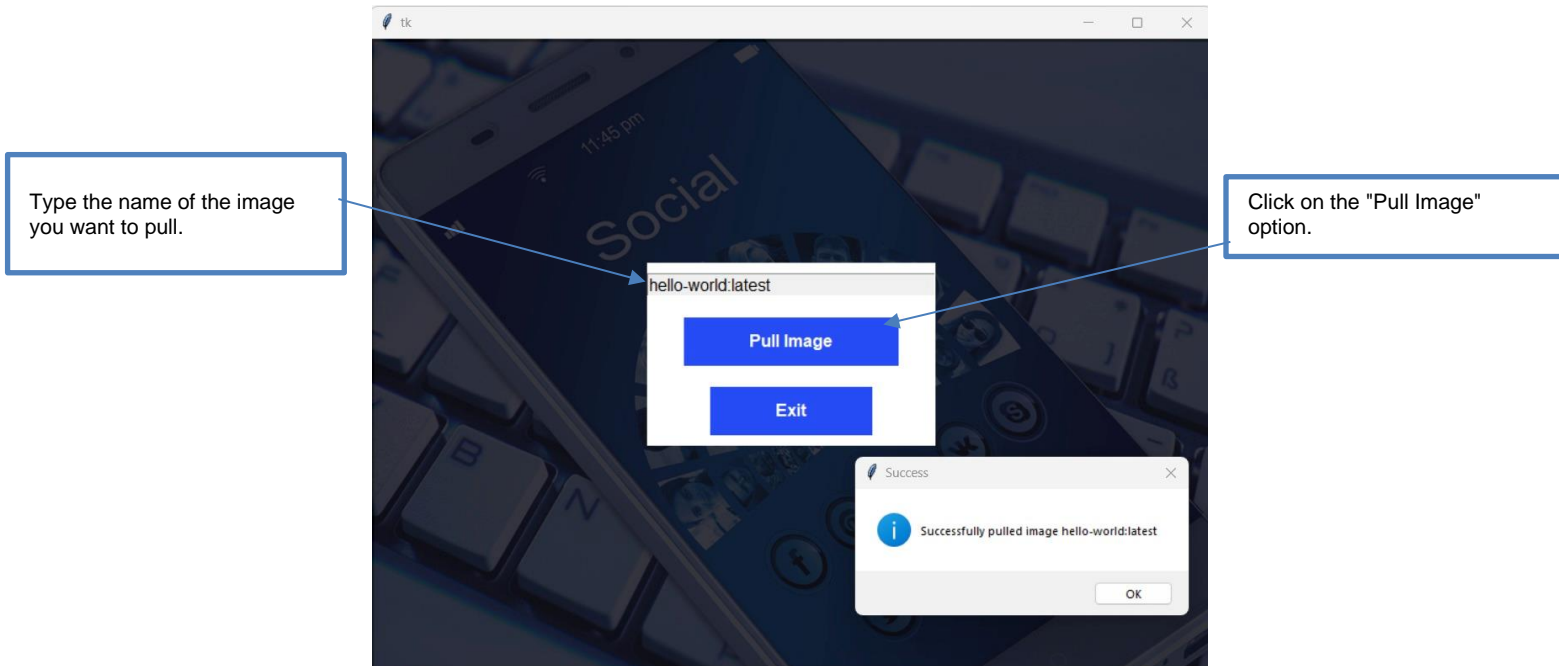 tk
11:45 pm
Social
Type the name of the image
you want to pull.
Click on the "Pull Image"
option.
hello-world:latest
Pull Image
Exit
Success
Successfully pulled image hello-world:latest
OK
B
N